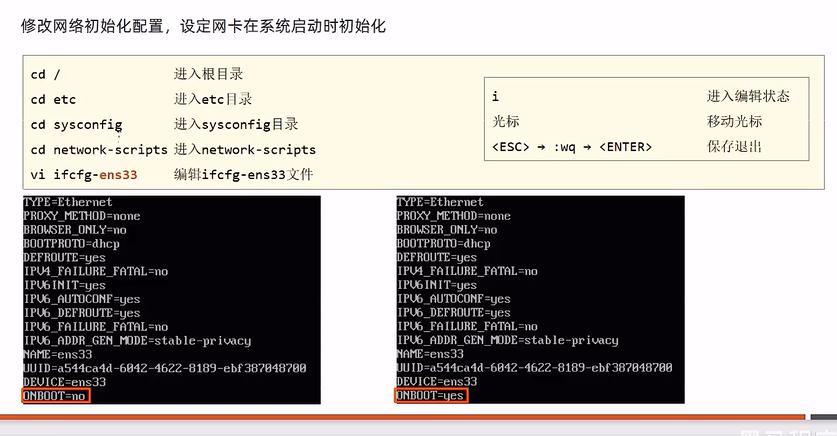 修改网络初始化配置，设定网卡在系统启动时初始化
cd / 进入根目录
cd etc 进入etc目录
cd sysconfig 进入sysconfig目录
cd network-scripts 进入network-scripts
vi ifcfg-ens33 编辑ifcfg-ens33文件
i 进入编辑状态
光标 移动光标
<ESC> → :wq → <ENTER> 保存退出
TYPE=Ethernet
PROXY_METHOD=none
BROWSER_ONLY=no
BOOTPROTO=dhcp
DEFROUTE=yes
IPV4_FAILURE_FATAL=no
IPV6INIT=yes
IPV6_AUTOCONF=yes
IPV6_DEFROUTE=yes
IPV6_FAILURE_FATAL=no
IPV6_ADDR_GEN_MODE=stable-privacy
NAME=ens33
UUID=a544ca4d-6042-4622-8189-ebf387048700
DEVICE=ens33
ONBOOT=no
TYPE=Ethernet
PROXY_METHOD=none
BROWSER_ONLY=no
BOOTPROTO=dhcp
DEFROUTE=yes
IPV4_FAILURE_FATAL=no
IPV6INIT=yes
IPV6_AUTOCONF=yes
IPV6_DEFROUTE=yes
IPV6_FAILURE_FATAL=no
IPV6_ADDR_GEN_MODE=stable-privacy
NAME=ens33
UUID=a544ca4d-6042-4622-8189-ebf387048700
DEVICE=ens33
ONBOOT=yes